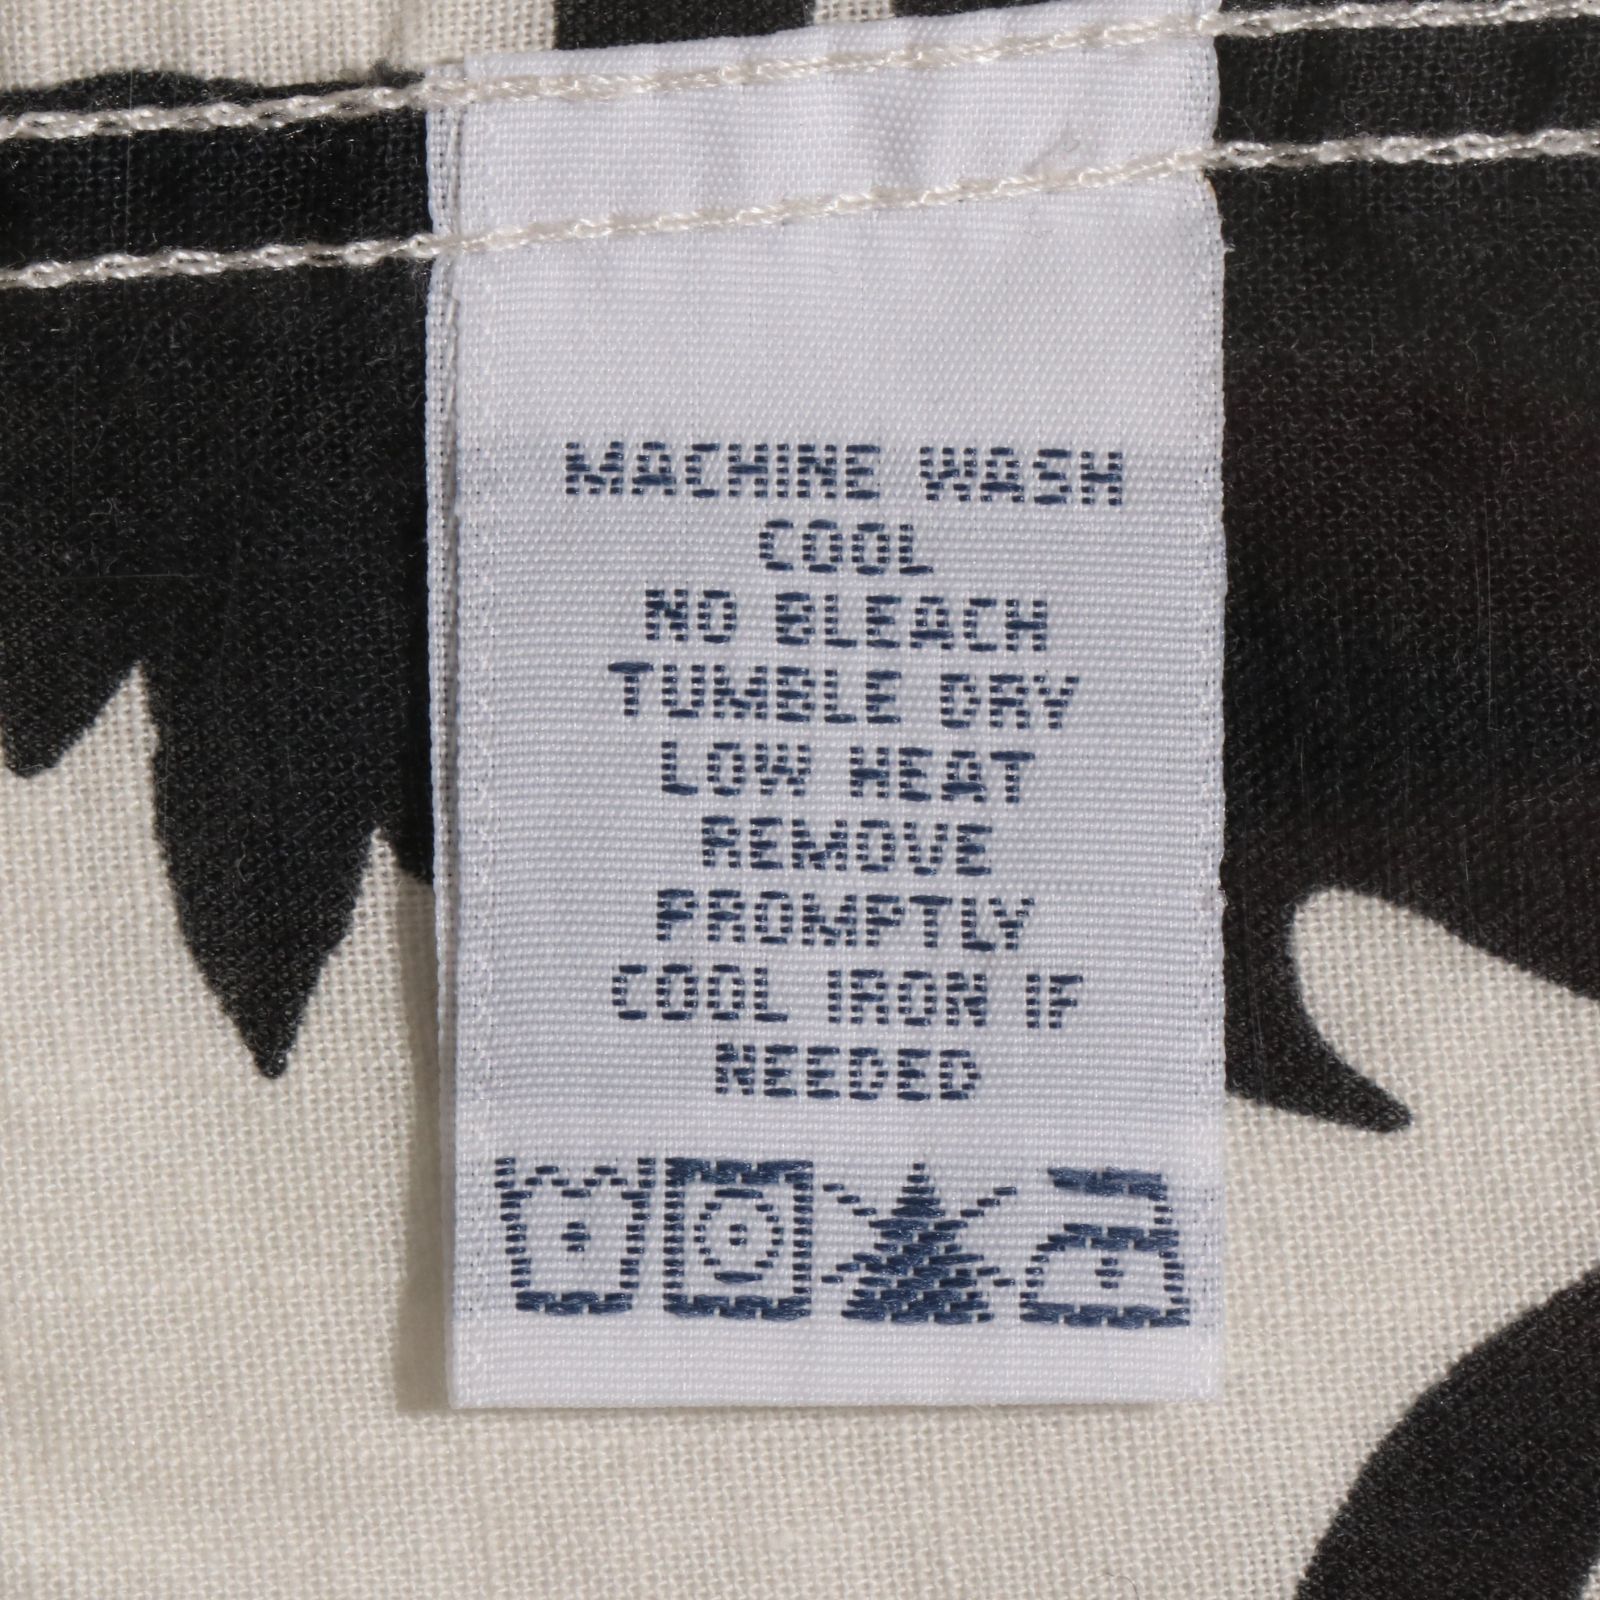 MACHINE WASH
COOL
NO BLEACH
TUMBLE DRY
LOW HEAT
REMOVE
PROMPTLY
COOL IRON IF
NEEDED